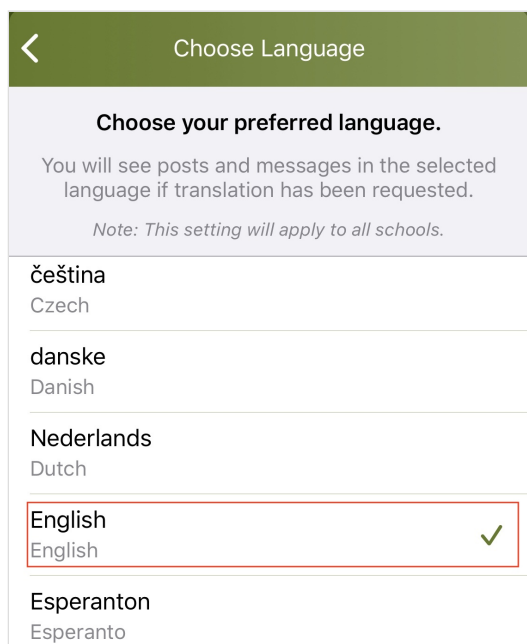 Choose Language
Choose your preferred language.
You will see posts and messages in the selected
language if translation has been requested.
Note: This setting will apply to all schools.
čeština
Czech
danske
Danish
Nederlands
Dutch
English
English
Esperanton
Esperanto